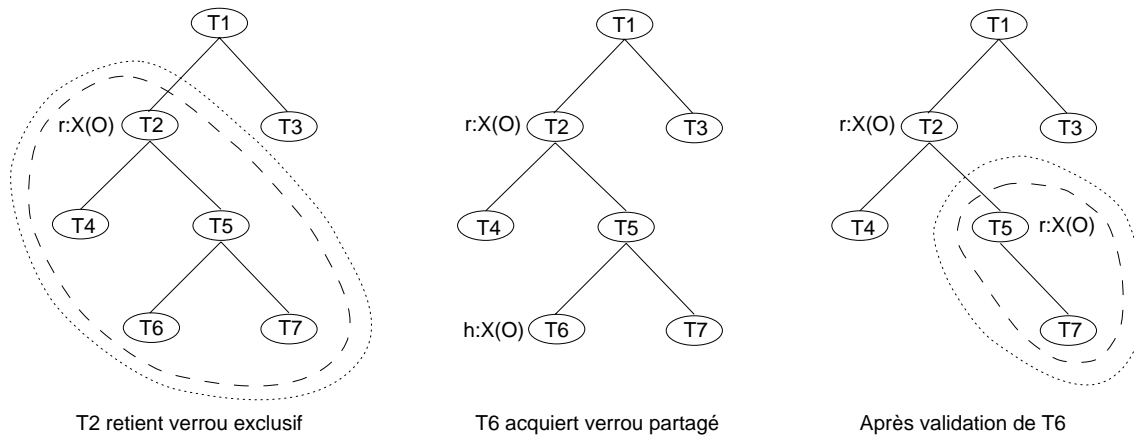 T1
T1
T1
r:X(O) T2 T3
r:X(O) T2 T3
r:X(O) T2 T3
T4 T5
T4 T5
T4 T5 r:X(O)
T6 T7
h:X(O) T6 T7
T7
T2 retient verrou exclusif
T6 acquiert verrou partagé
Après validation de T6